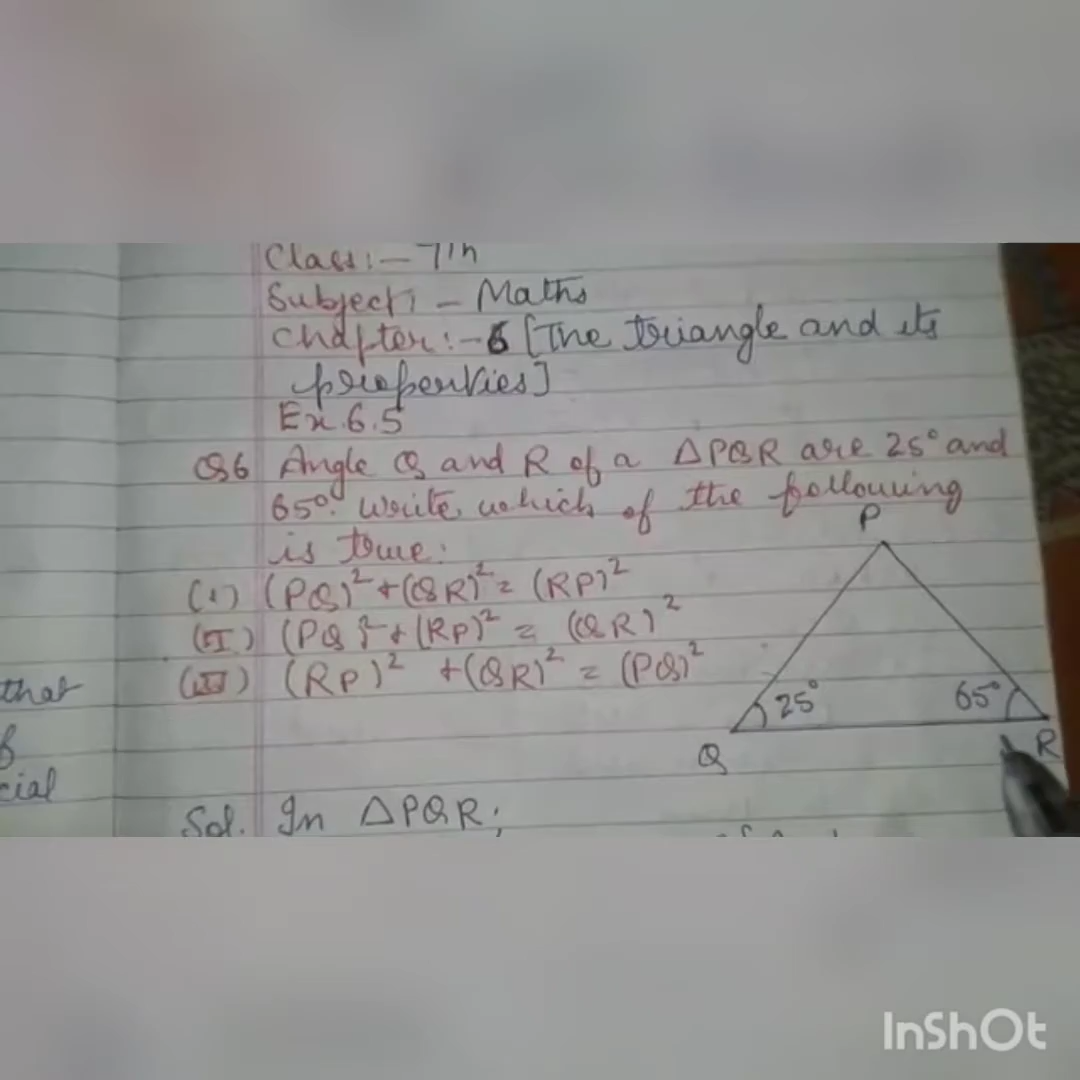 Class:- 7th
Subject:- Maths
Chapter:-6 [The triangle and its
properties]
Ex.6.5
Q6 Angle Q and R of a △PQR are 25° and
65°. Write which of the following
is true:
(I) (PQ)² + (QR)² = (RP)²
(II) (PQ)² + (RP)² = (QR)²
(III) (RP)² + (QR)² = (PQ)²
P
25°
65°
Q
R
that
cial
Sol. In △PQR,
InShOt